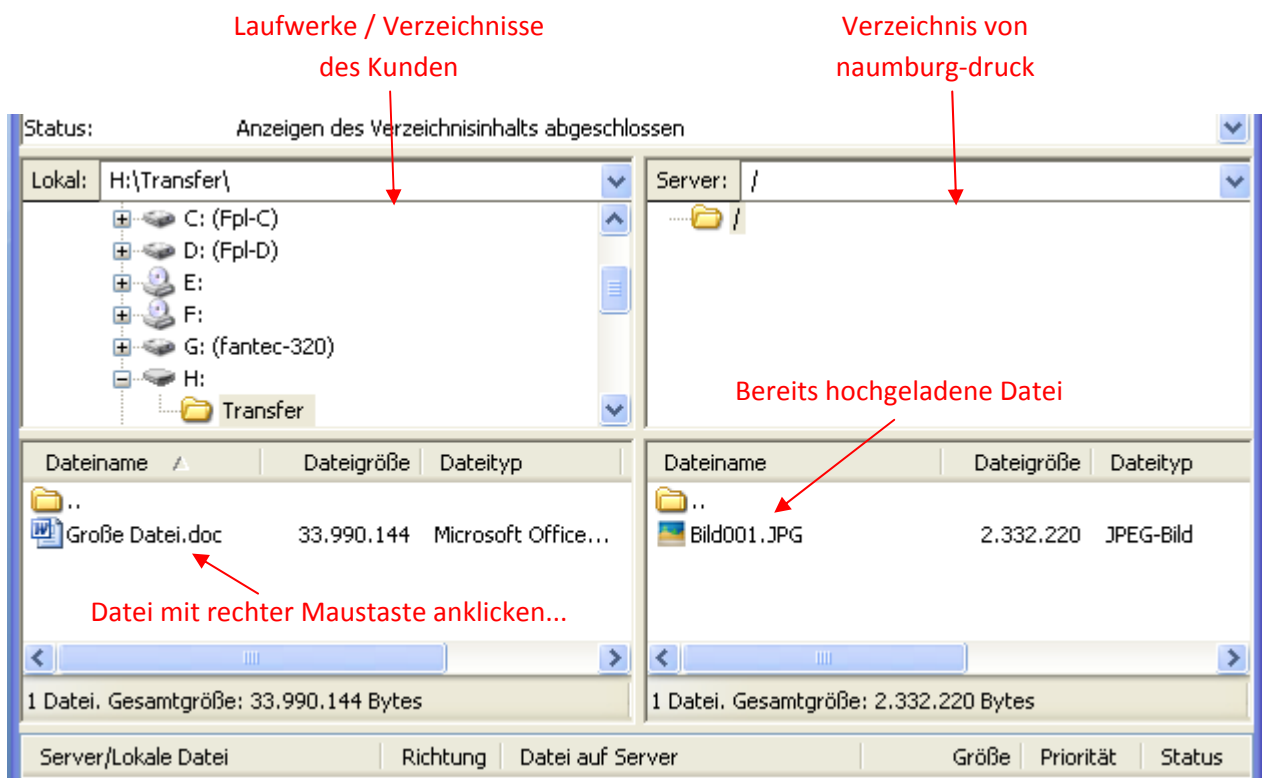 Laufwerke / Verzeichnisse
des Kunden
Verzeichnis von
naumburg-druck
Status: Anzeigen des Verzeichnisinhalts abgeschlossen
Lokal: H:\Transfer\
C: (Fpl-C)
D: (Fpl-D)
E:
F:
G: (fantec-320)
H:
Transfer
Server: /
/
Bereits hochgeladene Datei
Dateiname Dateigröße Dateityp
..
Große Datei.doc 33.990.144 Microsoft Office...
Datei mit rechter Maustaste anklicken...
1 Datei. Gesamtgröße: 33.990.144 Bytes
Dateiname Dateigröße Dateityp
..
Bild001.JPG 2.332.220 JPEG-Bild
1 Datei. Gesamtgröße: 2.332.220 Bytes
Server/Lokale Datei Richtung Datei auf Server Größe Priorität Status